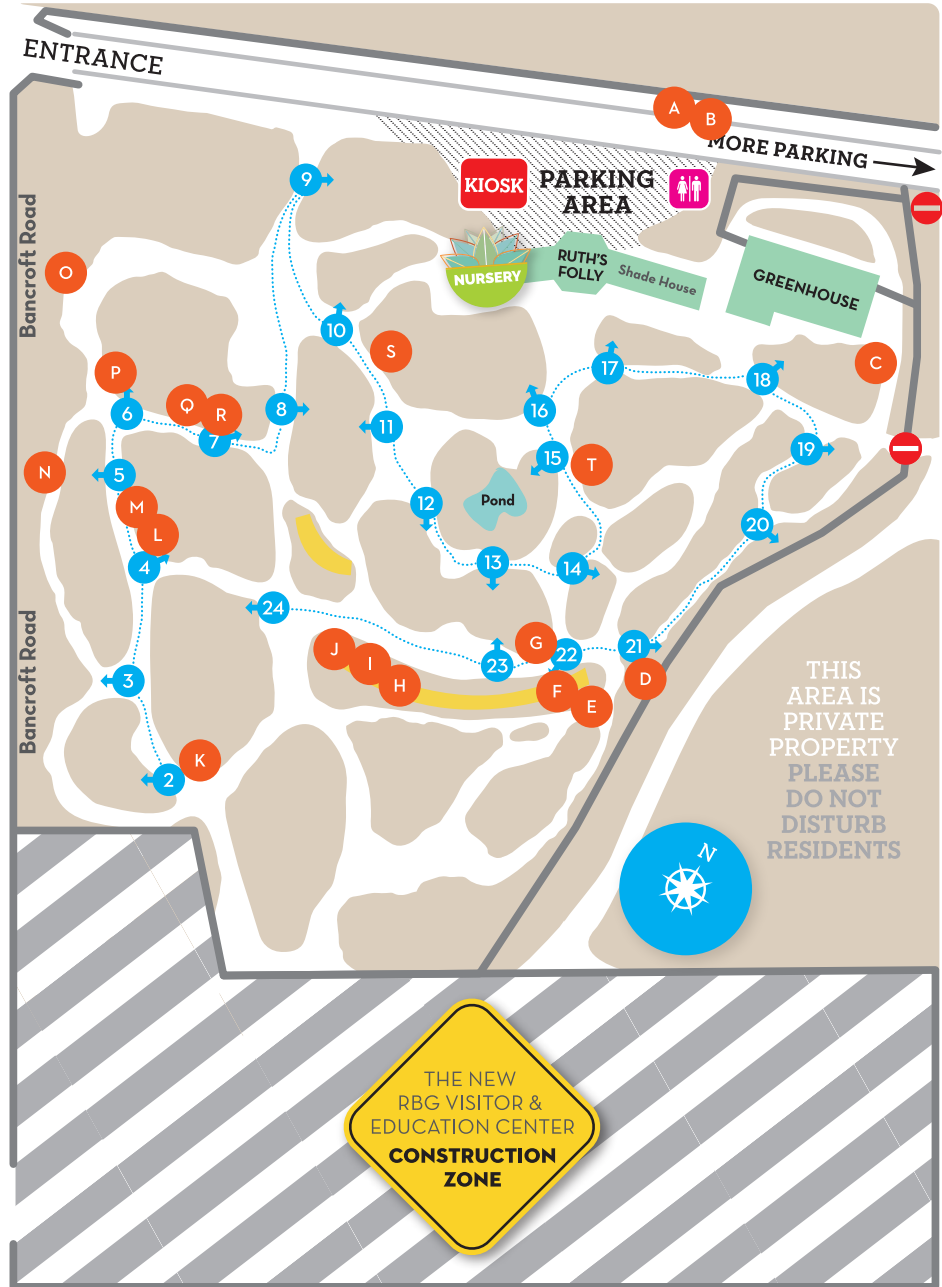 ENTRANCE
A
B
MORE PARKING
9
KIOSK
PARKING
AREA
Bancroft Road
O
NURSERY
RUTH'S
FOLLY
Shade House
GREENHOUSE
10
S
C
P
17
18
6
Q
R
8
16
7
11
N
5
15
T
19
M
12
Pond
20
L
4
13
14
24
Bancroft Road
J
I
H
23
G
22
21
F
E
D
3
K
2
THIS
AREA IS
PRIVATE
PROPERTY
PLEASE
DO NOT
DISTURB
RESIDENTS
N
THE NEW
RBG VISITOR &
EDUCATION CENTER
CONSTRUCTION
ZONE